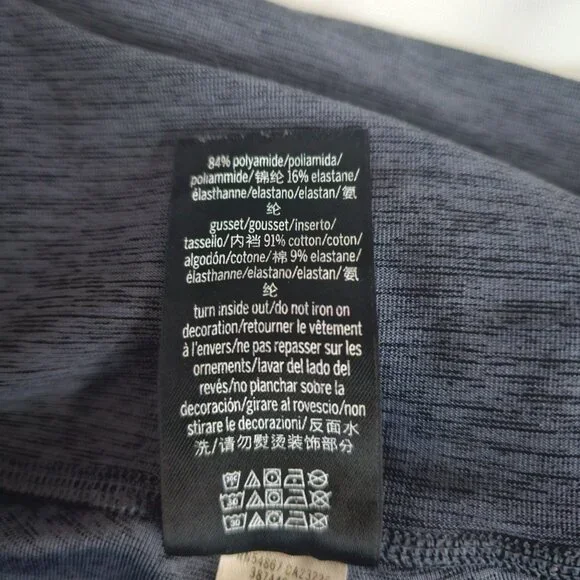 84% polyamide/poliamida/
poliammide/锦纶 16% elastane/
élasthanne/elastano/elastan/氨
纶
gusset/gousset/inserto/
tassello/内裆 91% cotton/coton/
algodón/cotone/棉 9% elastane/
élasthanne/elastano/elastan/氨
纶
turn inside out/do not iron on
decoration/retourner le vêtement
à l'envers/ne pas repasser sur les
ornements/lavar del lado del
revés/no planchar sobre la
decoración/girare al rovescio/non
stirare le decorazioni/反面水
洗/请勿熨烫装饰部分